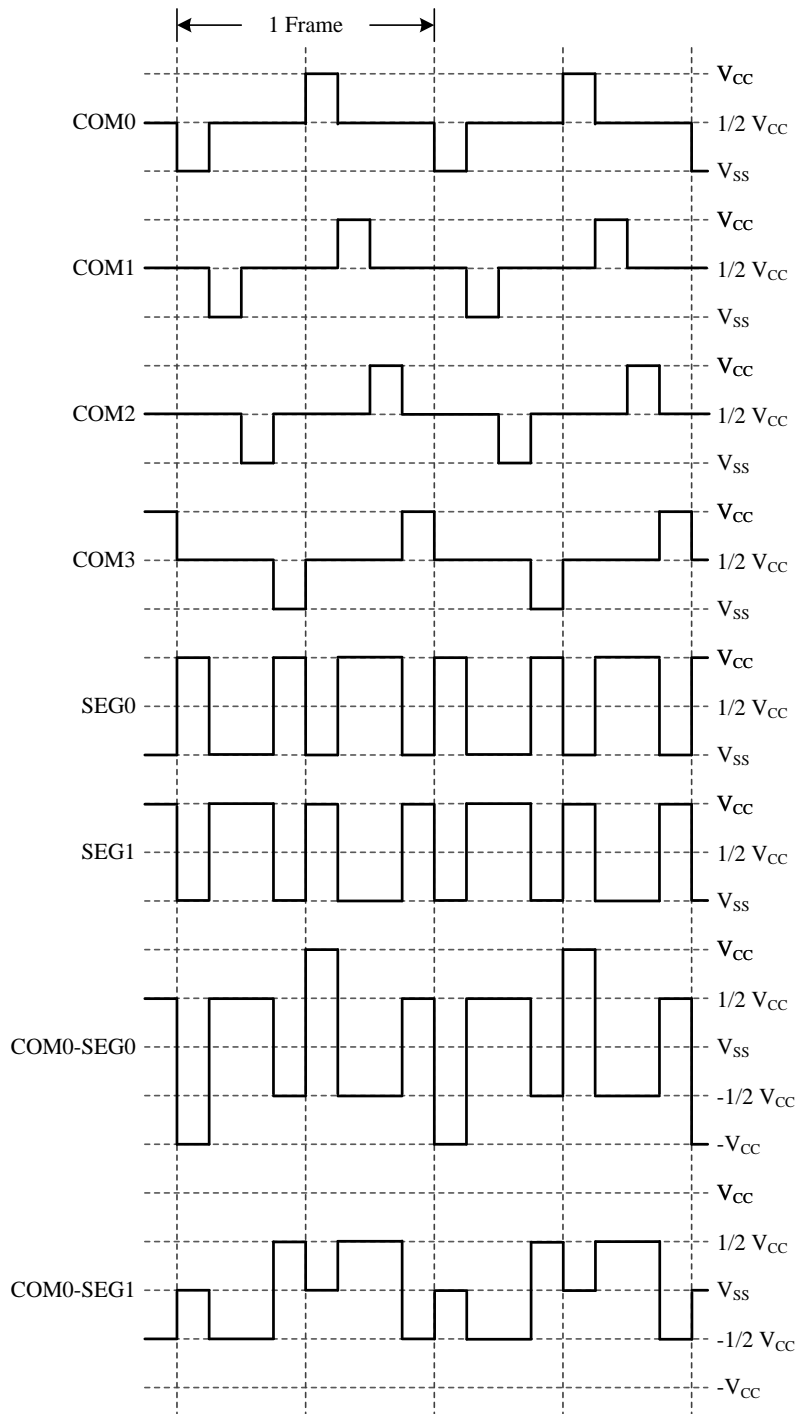 1 Frame
V_CC
COM0
1/2 V_CC
V_SS
V_CC
COM1
1/2 V_CC
V_SS
V_CC
COM2
1/2 V_CC
V_SS
V_CC
COM3
1/2 V_CC
V_SS
V_CC
SEG0
1/2 V_CC
V_SS
V_CC
SEG1
1/2 V_CC
V_SS
V_CC
1/2 V_CC
COM0-SEG0
V_SS
-1/2 V_CC
-V_CC
V_CC
1/2 V_CC
COM0-SEG1
V_SS
-1/2 V_CC
-V_CC